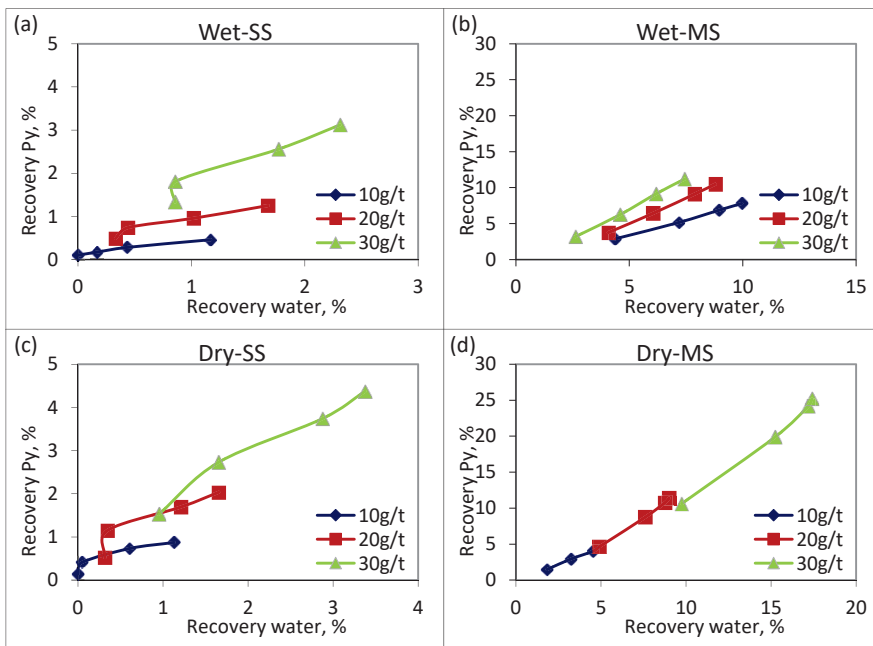 (a) Wet-SS
5
4
3
2
1
0
0 1 2 3
Recovery Py, %
Recovery water, %
10g/t
20g/t
30g/t
(b) Wet-MS
30
25
20
15
10
5
0
0 5 10 15
Recovery Py, %
Recovery water, %
10g/t
20g/t
30g/t
(c) Dry-SS
5
4
3
2
1
0
0 1 2 3 4
Recovery Py, %
Recovery water, %
10g/t
20g/t
30g/t
(d) Dry-MS
30
25
20
15
10
5
0
0 5 10 15 20
Recovery Py, %
Recovery water, %
10g/t
20g/t
30g/t